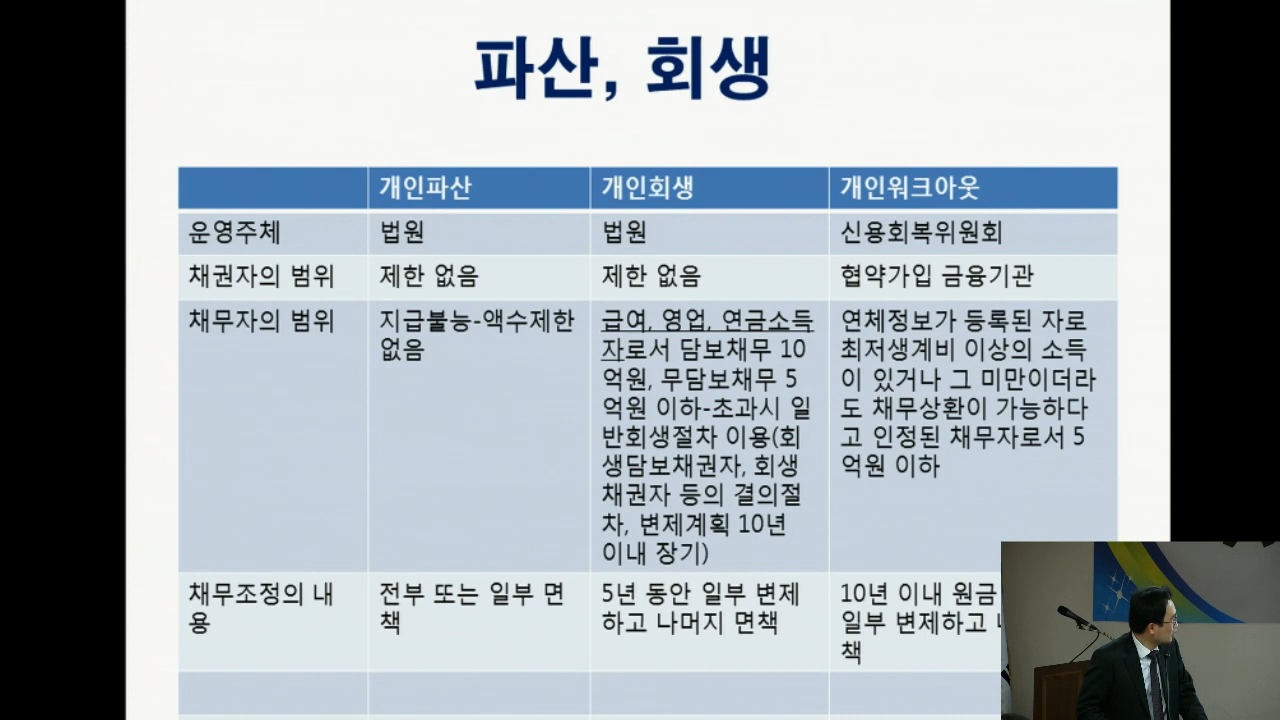 파산, 회생
개인파산 개인회생 개인워크아웃
운영주체 법원 법원 신용회복위원회
채권자의 범위 제한 없음 제한 없음 협약가입 금융기관
채무자의 범위
지급불능-액수제한
없음
급여, 영업, 연금소득
자로서 담보채무 10
억원, 무담보채무 5
억원 이하-초과시 일
반회생절차 이용(회
생담보채권자, 회생
채권자 등의 결의절
차, 변제계획 10년
이내 장기)
연체정보가 등록된 자로
최저생계비 이상의 소득
이 있거나 그 미만이더라
도 채무상환이 가능하다
고 인정된 채무자로서 5
억원 이하
채무조정의 내
용
전부 또는 일부 면
책
5년 동안 일부 변제
하고 나머지 면책
10년 이내 원금
일부 변제하고
책